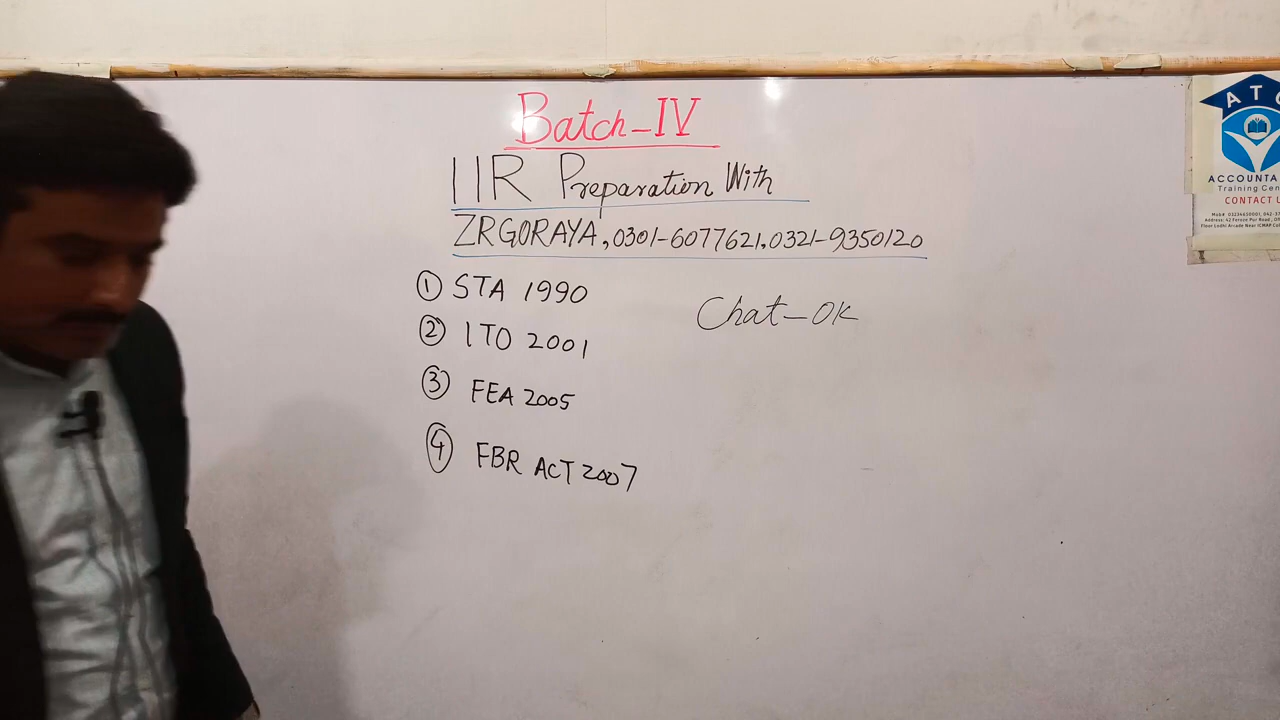 Batch-IV
IIR Preparation With
ZRGORAYA, 0301-6077621, 0321-9350120
① STA 1990
② ITO 2001
③ FEA 2005
④ FBR ACT 2007
Chat-OK
ATC
ACCOUNTA
Training Cen
CONTACT U